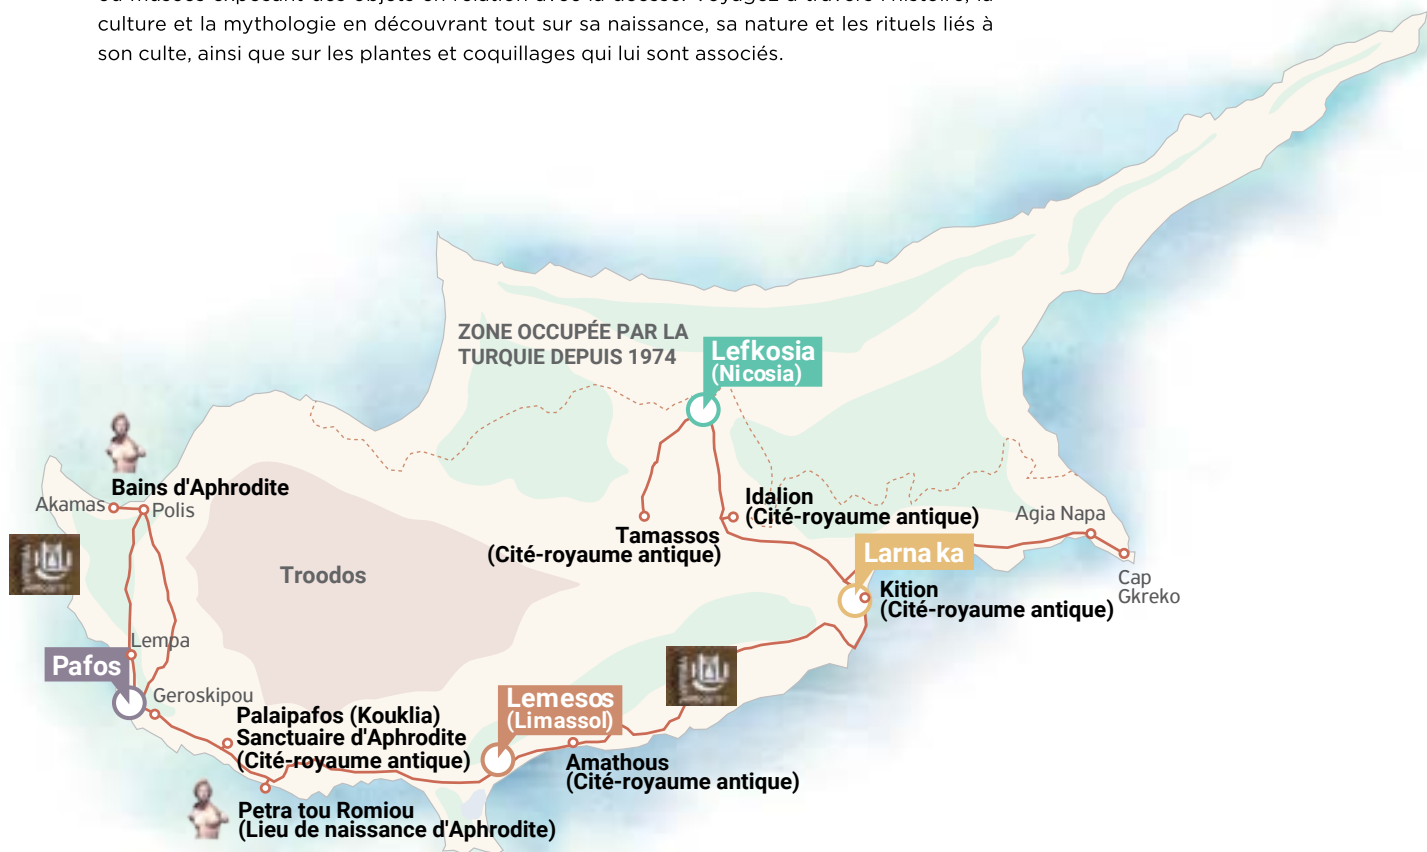 culture et la mythologie en découvrant tout sur sa naissance, sa nature et les rituels liés à
son culte, ainsi que sur les plantes et coquillages qui lui sont associés.
ZONE OCCUPÉE PAR LA
TURQUIE DEPUIS 1974
Lefkosia
(Nicosia)
Bains d'Aphrodite
Akamas
Polis
Idalion
(Cité-royaume antique)
Tamassos
(Cité-royaume antique)
Agia Napa
Larnaka
Cap
Gkreko
Troodos
Kition
(Cité-royaume antique)
Lempa
Pafos
Geroskipou
Lemesos
(Limassol)
Palaipafos (Kouklia)
Sanctuaire d'Aphrodite
(Cité-royaume antique)
Amathous
(Cité-royaume antique)
Petra tou Romiou
(Lieu de naissance d'Aphrodite)